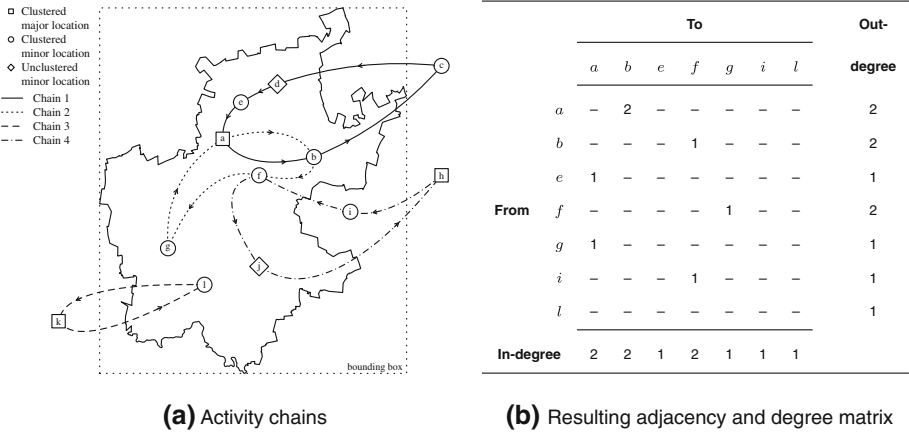 Clustered
major location
Clustered
minor location
Unclustered
minor location
Chain 1
Chain 2
Chain 3
Chain 4
c
d
e
a
b
f
h
i
g
j
l
k
bounding box
(a) Activity chains
To Out-
a b e f g i l degree
a – 2 – – – – – 2
b – – – 1 – – – 2
e 1 – – – – – – 1
From f – – – – 1 – – 2
g 1 – – – – – – 1
i – – – 1 – – – 1
l – – – – – – – 1
In-degree 2 2 1 2 1 1 1
(b) Resulting adjacency and degree matrix